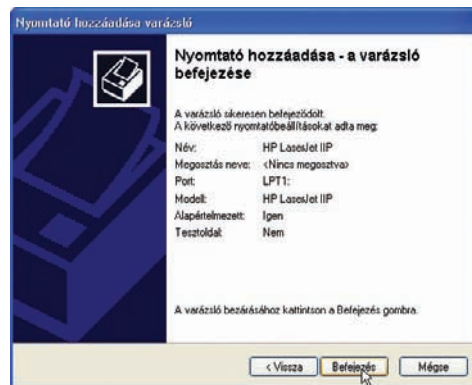 Nyomtató hozzáadása varázsló
Nyomtató hozzáadása - a varázsló
befejezése
A varázsló sikeresen befejeződött.
A következő nyomtatóbeállításokat adta meg:
Név: HP LaserJet IIP
Megosztás neve: <Nincs megosztva>
Port: LPT1:
Modell: HP LaserJet IIP
Alapértelmezett: Igen
Tesztoldal: Nem
A varázsló bezárásához kattintson a Befejezés gombra.
< Vissza Befejezés Mégse